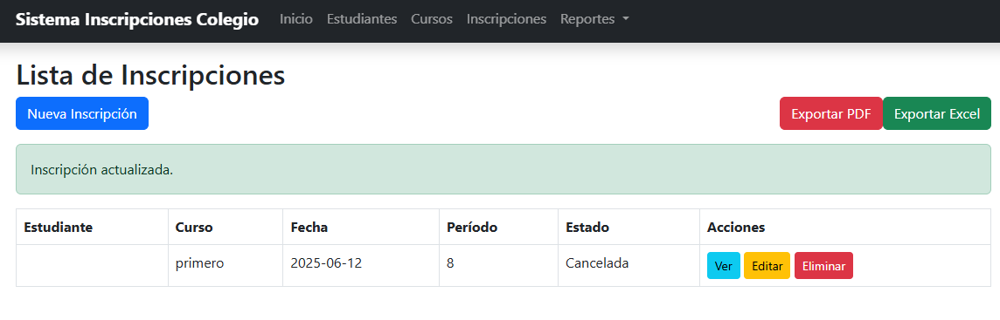 Sistema Inscripciones Colegio Inicio Estudiantes Cursos Inscripciones Reportes
Lista de Inscripciones
Nueva Inscripción Exportar PDF Exportar Excel
Inscripción actualizada.
Estudiante Curso Fecha Período Estado Acciones
primero 2025-06-12 8 Cancelada Ver Editar Eliminar